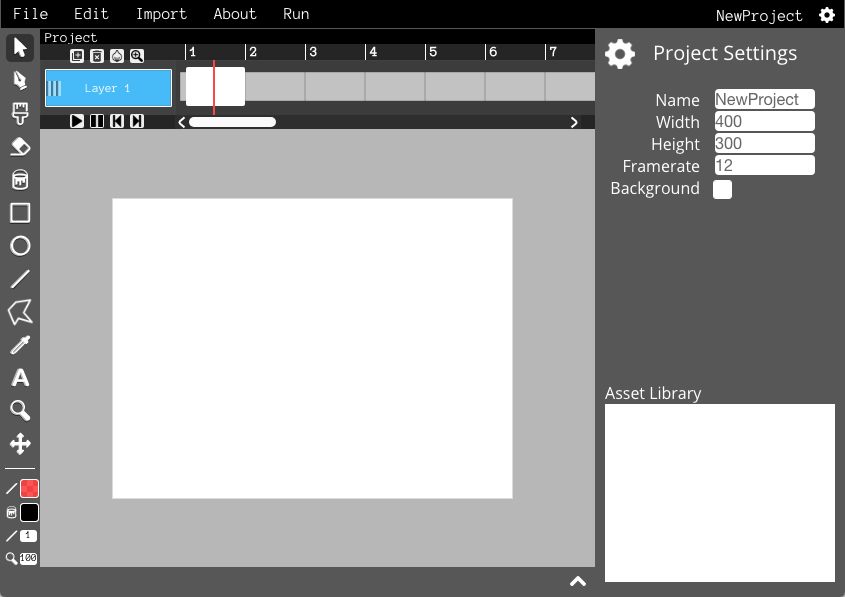 File Edit Import About Run NewProject
Project
1 2 3 4 5 6 7
Layer 1
Project Settings
Name NewProject
Width 400
Height 300
Framerate 12
Background
Asset Library
A
1
100